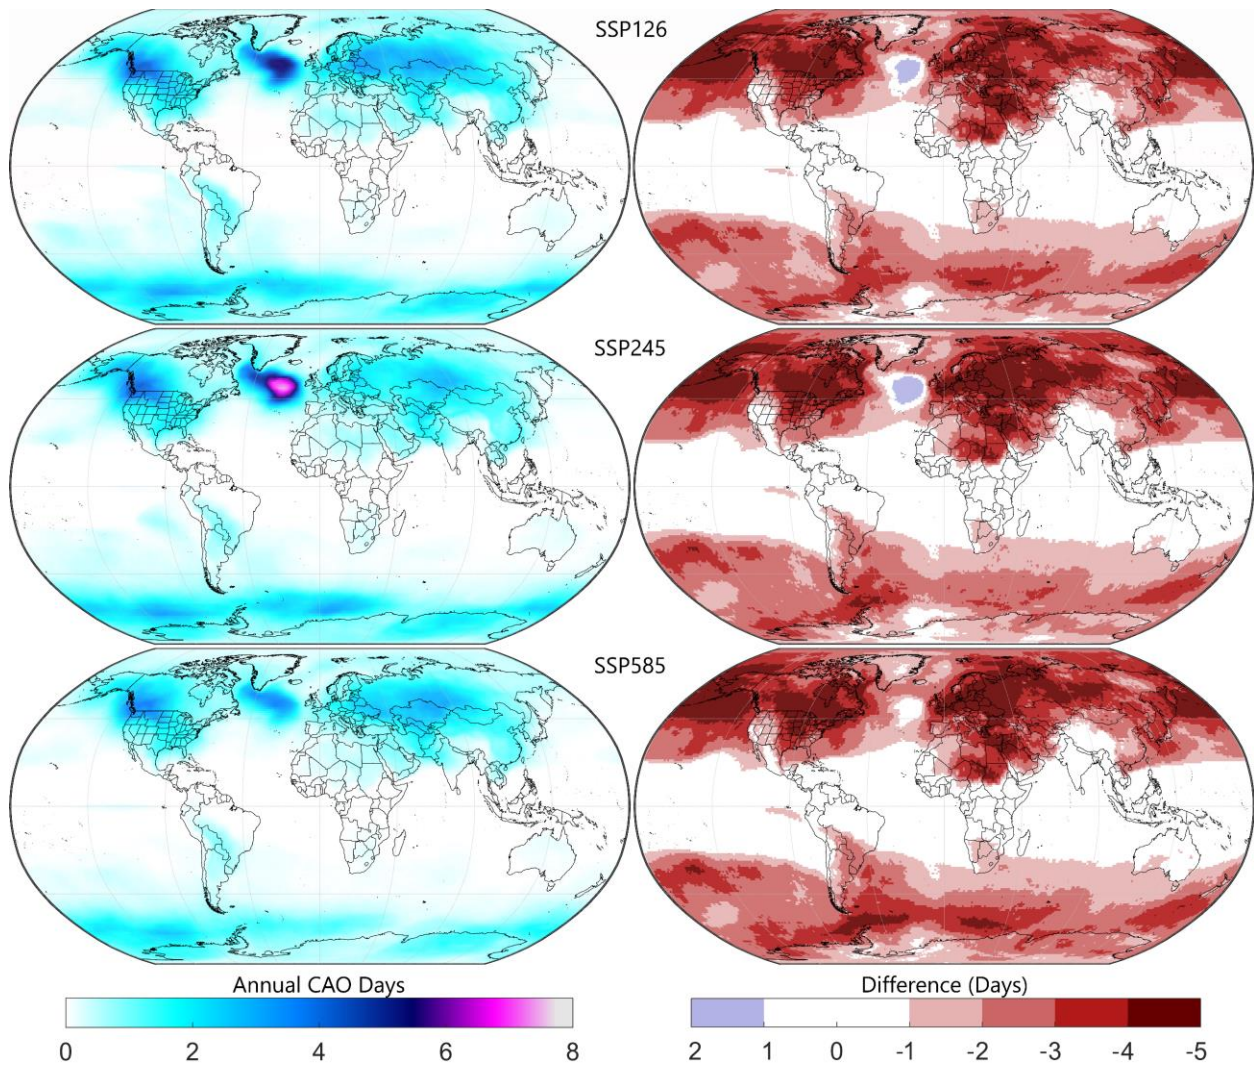 SSP126
SSP245
SSP585
Annual CAO Days
0 2 4 6 8
Difference (Days)
2 1 0 -1 -2 -3 -4 -5